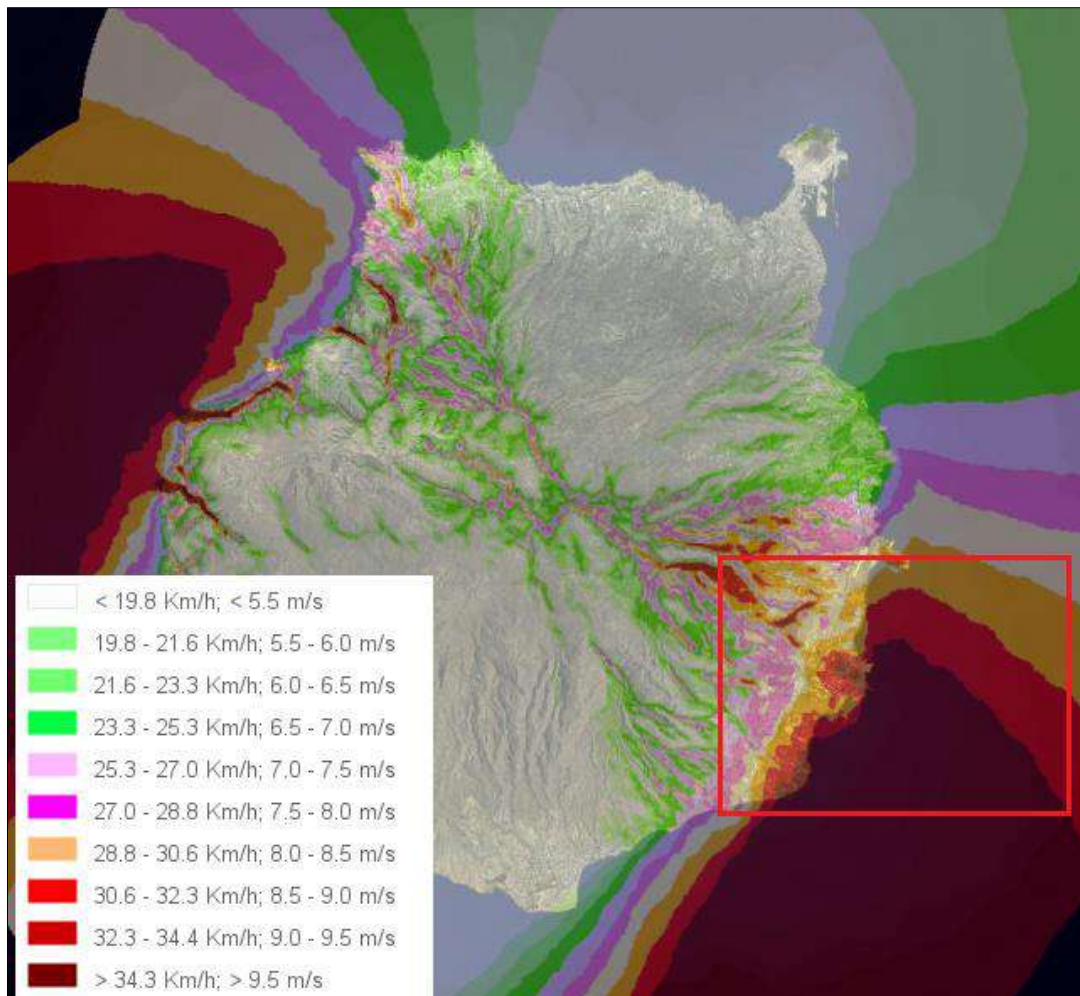 < 19.8 Km/h; < 5.5 m/s
19.8 - 21.6 Km/h; 5.5 - 6.0 m/s
21.6 - 23.3 Km/h; 6.0 - 6.5 m/s
23.3 - 25.3 Km/h; 6.5 - 7.0 m/s
25.3 - 27.0 Km/h; 7.0 - 7.5 m/s
27.0 - 28.8 Km/h; 7.5 - 8.0 m/s
28.8 - 30.6 Km/h; 8.0 - 8.5 m/s
30.6 - 32.3 Km/h; 8.5 - 9.0 m/s
32.3 - 34.4 Km/h; 9.0 - 9.5 m/s
> 34.3 Km/h; > 9.5 m/s